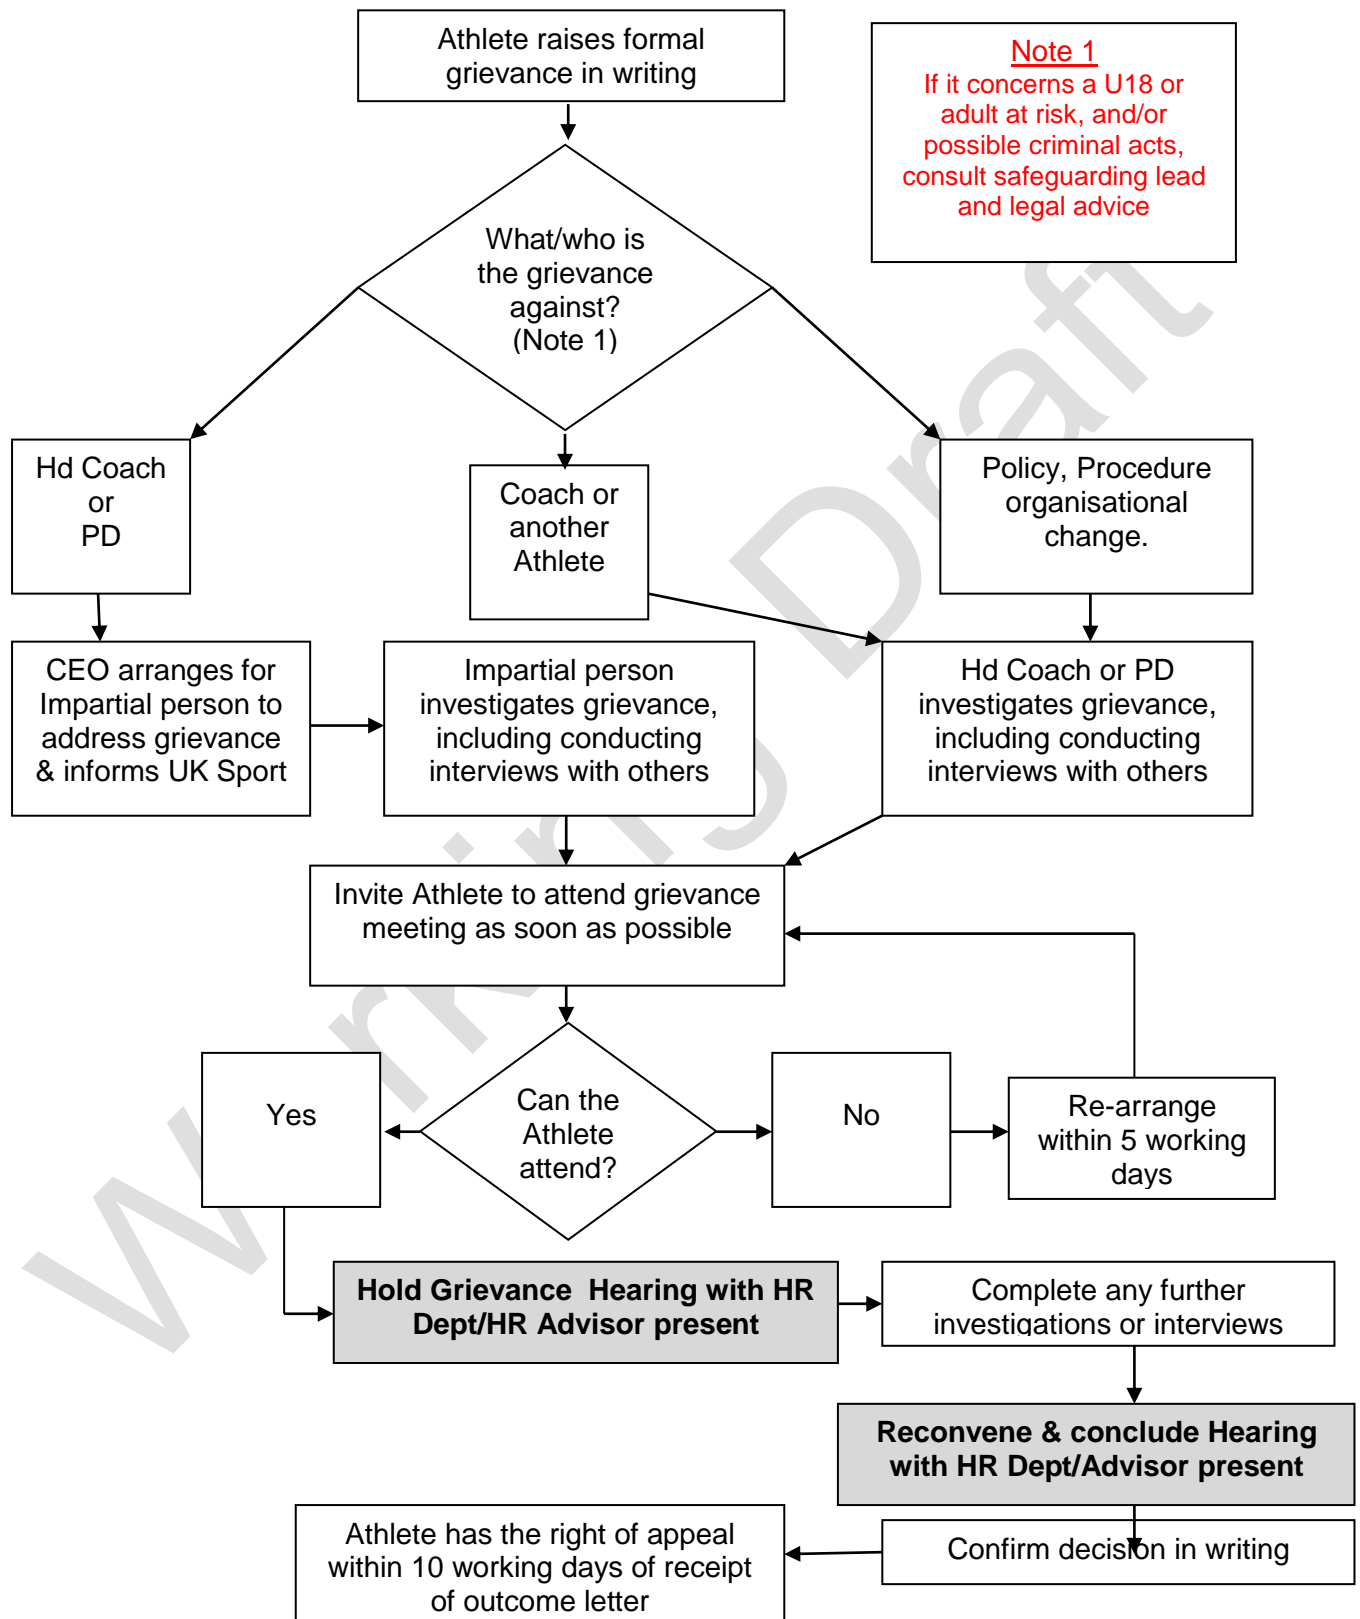 Athlete raises formal
grievance in writing
Note 1
If it concerns a U18 or
adult at risk, and/or
possible criminal acts,
consult safeguarding lead
and legal advice
What/who is
the grievance
against?
(Note 1)
Hd Coach
or
PD
Coach or
another
Athlete
Policy, Procedure
organisational
change.
CEO arranges for
Impartial person to
address grievance
& informs UK Sport
Impartial person
investigates grievance,
including conducting
interviews with others
Hd Coach or PD
investigates grievance,
including conducting
interviews with others
Invite Athlete to attend grievance
meeting as soon as possible
Yes
Can the
Athlete
attend?
No
Re-arrange
within 5 working
days
Hold Grievance  Hearing with HR
Dept/HR Advisor present
Complete any further
investigations or interviews
Reconvene & conclude Hearing
with HR Dept/Advisor present
Confirm decision in writing
Athlete has the right of appeal
within 10 working days of receipt
of outcome letter
Working Draft